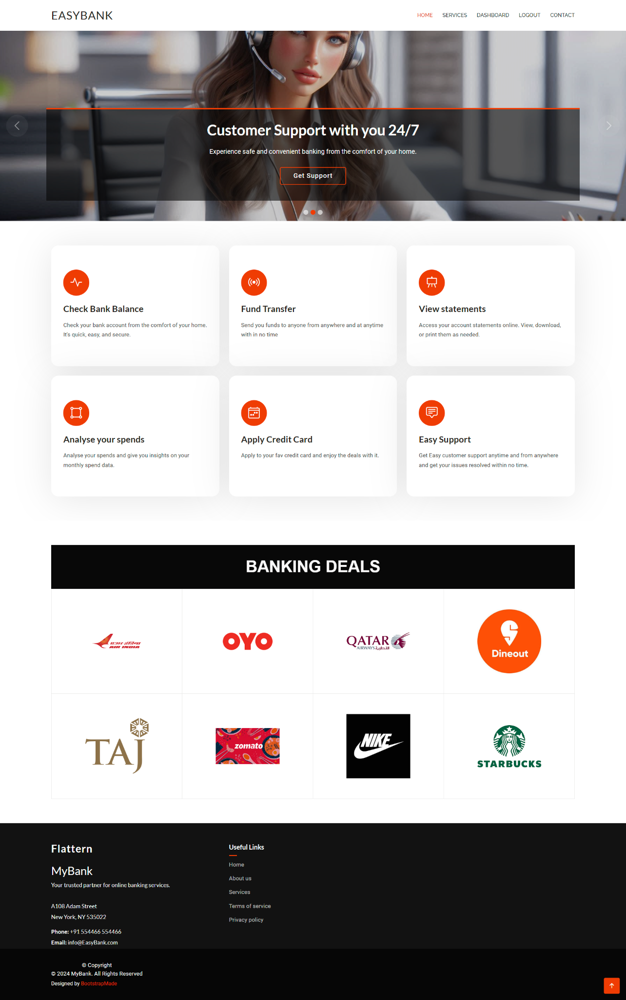 EASYBANK
HOME SERVICES DASHBOARD LOGOUT CONTACT
Customer Support with you 24/7
Experience safe and convenient banking from the comfort of your home.
Get Support
Check Bank Balance
Check your bank account from the comfort of your home.
It's quick, easy, and secure.
Fund Transfer
Send you funds to anyone from anywhere and at anytime
with in no time
View statements
Access your account statements online. View, download,
or print them as needed.
Analyse your spends
Analyse your spends and give you insights on your
monthly spend data.
Apply Credit Card
Apply to your fav credit card and enjoy the deals with it.
Easy Support
Get Easy customer support anytime and from anywhere
and get your issues resolved within no time.
BANKING DEALS
एअर इंडिया
AIR INDIA
OYO
QATAR
AIRWAYS القطرية
Dineout
TAJ
zomato
NIKE
STARBUCKS
Flattern
MyBank
Your trusted partner for online banking services.
A108 Adam Street
New York, NY 535022
Phone: +91 554466 554466
Email: info@EasyBank.com
Useful Links
Home
About us
Services
Terms of service
Privacy policy
© Copyright
© 2024 MyBank. All Rights Reserved
Designed by BootstrapMade